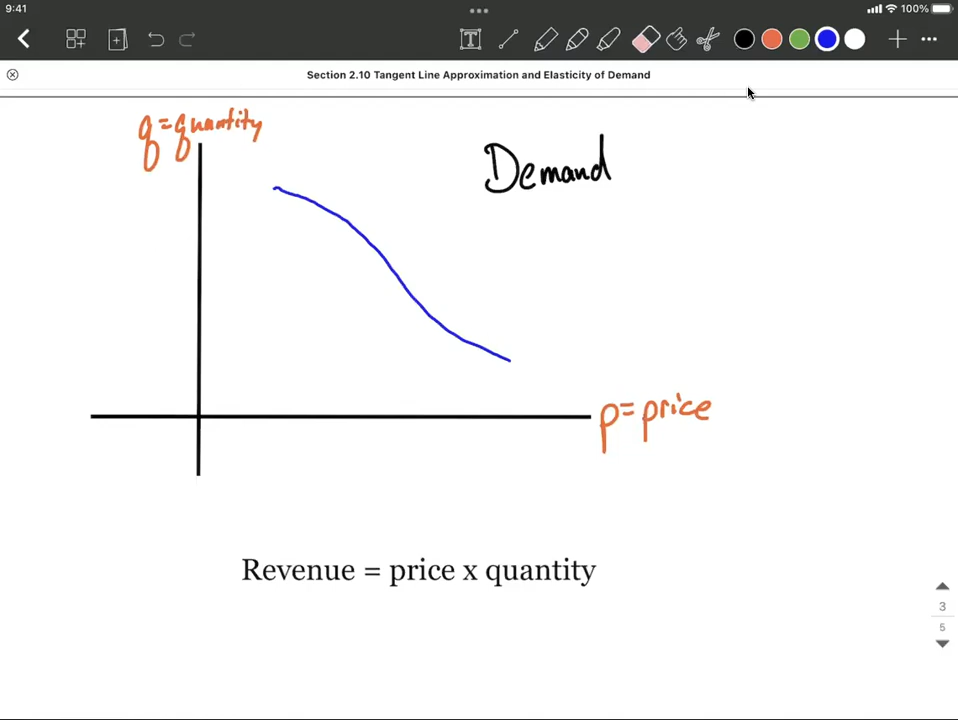 9:41
100%
Section 2.10 Tangent Line Approximation and Elasticity of Demand
q=quantity
Demand
p=price
Revenue = price x quantity
3
5